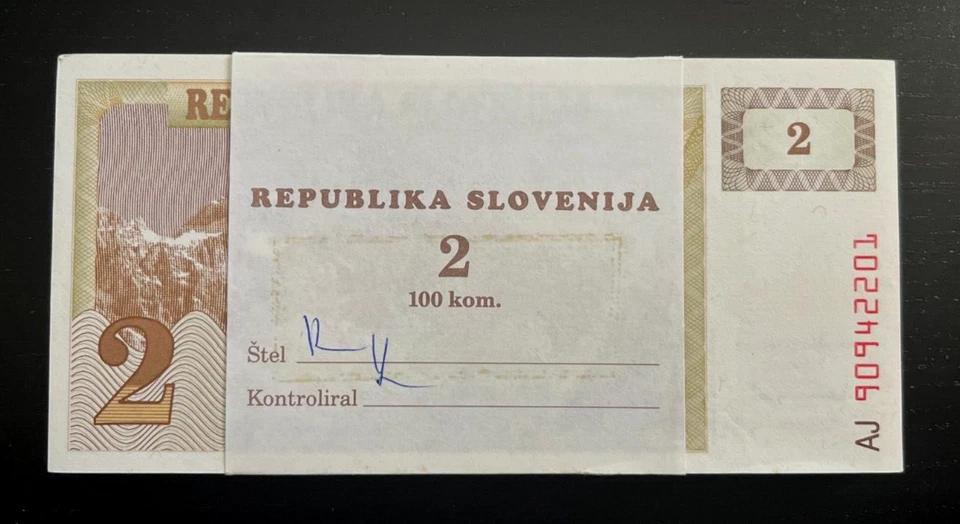 RE
REPUBLIKA SLOVENIJA
2
100 kom.
Štel
Kontroliral
2
2
AJ 90942201